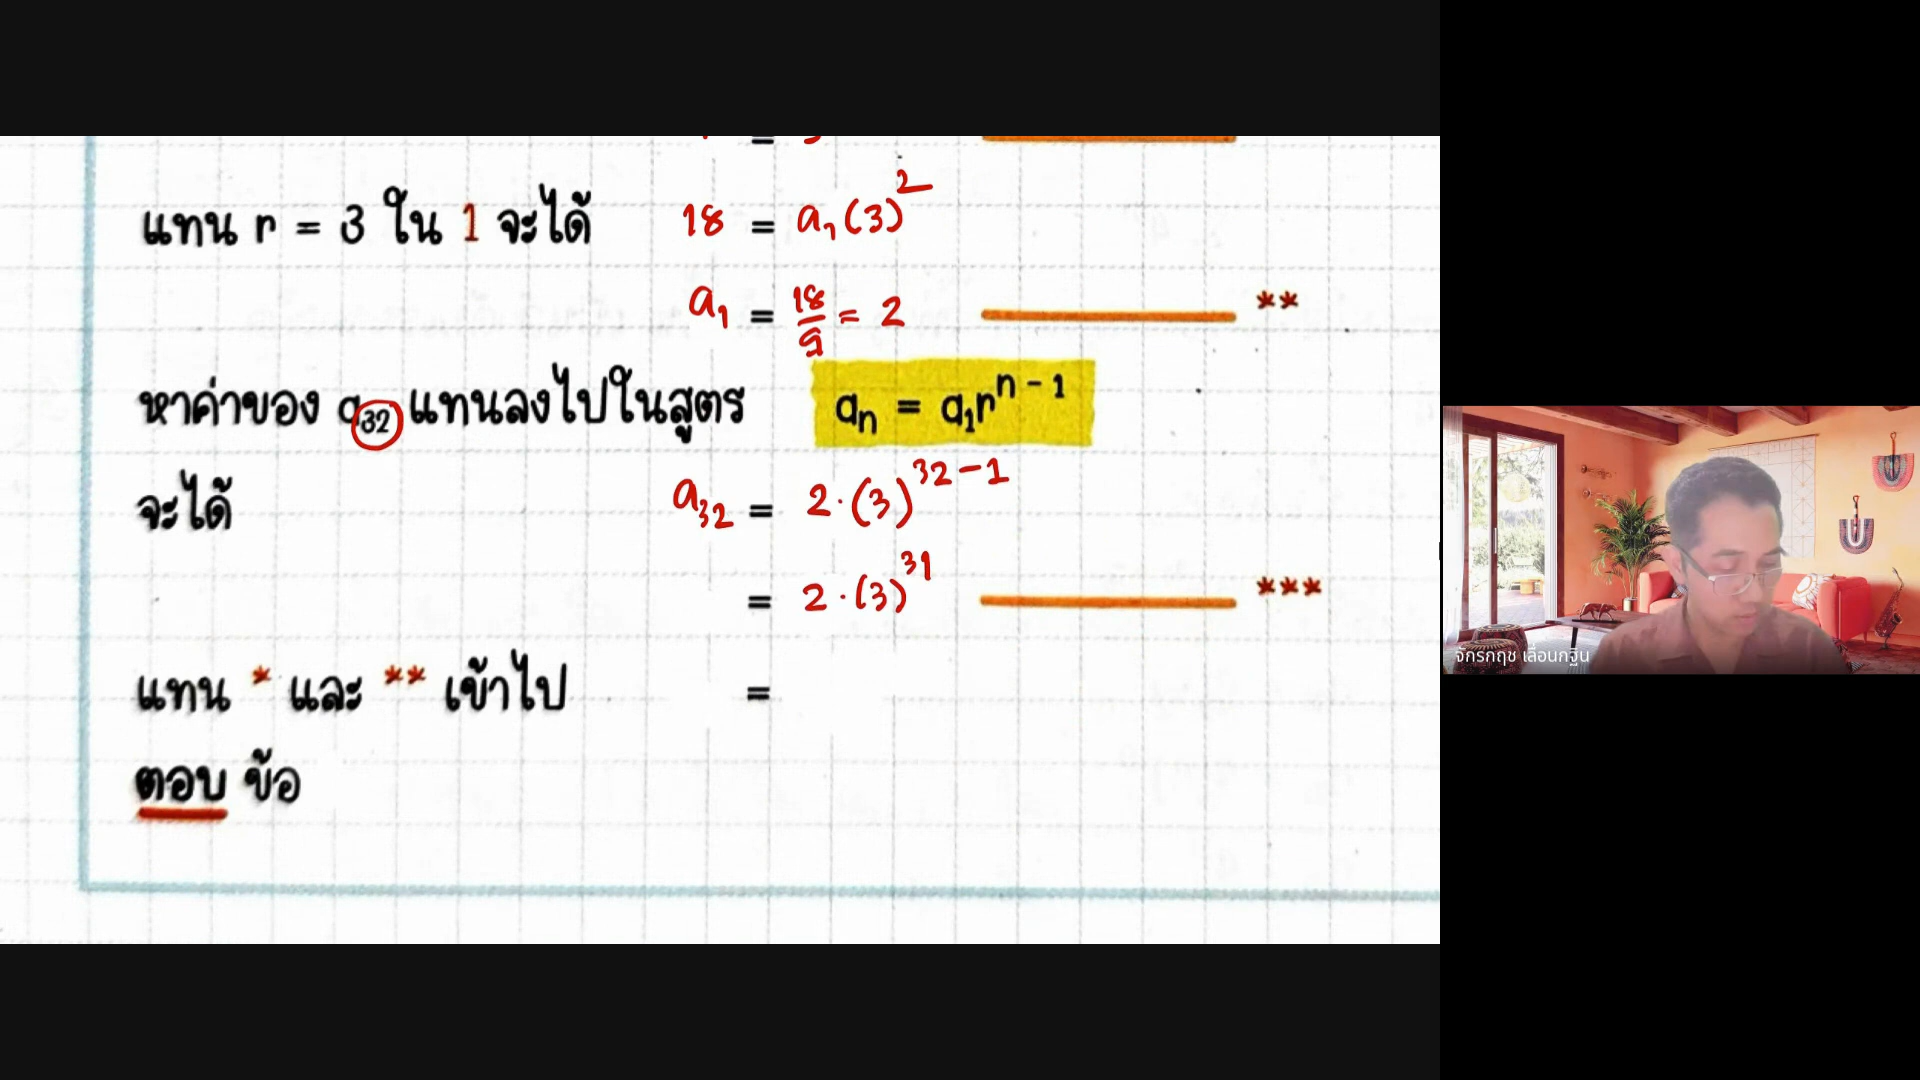 แทน r = 3 ใน 1 จะได้ 18 = a₁(3)²
a₁ = 18/9 = 2 **
หาค่าของ a₃₂ แทนลงไปในสูตร aₙ = a₁rⁿ⁻¹
จะได้ a₃₂ = 2·(3)³²⁻¹
= 2·(3)³¹ ***
แทน * และ ** เข้าไป =
ตอบ ข้อ
จักรกฤช เลื่อนกฐิน